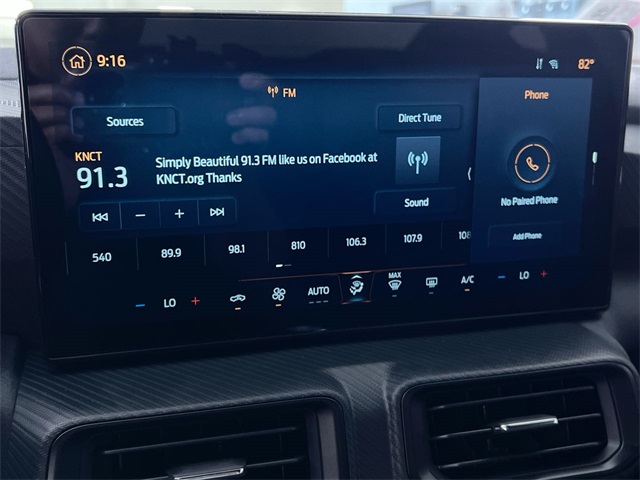 9:16
82°
FM
Phone
Sources
Direct Tune
KNCT
91.3
Simply Beautiful 91.3 FM like us on Facebook at
KNCT.org Thanks
No Paired Phone
Sound
Add Phone
540
89.9
98.1
810
106.3
107.9
108
− LO +
AUTO
MAX
A/C
− LO +